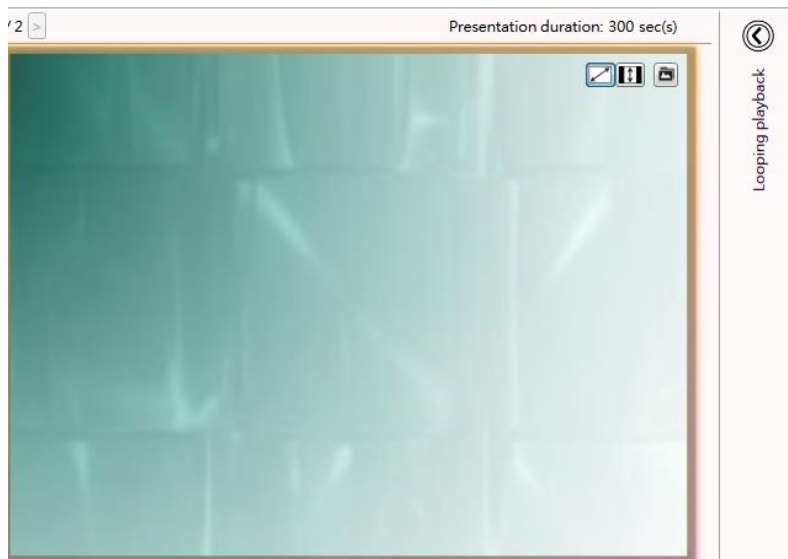 / 2 >
Presentation duration: 300 sec(s)
Looping playback